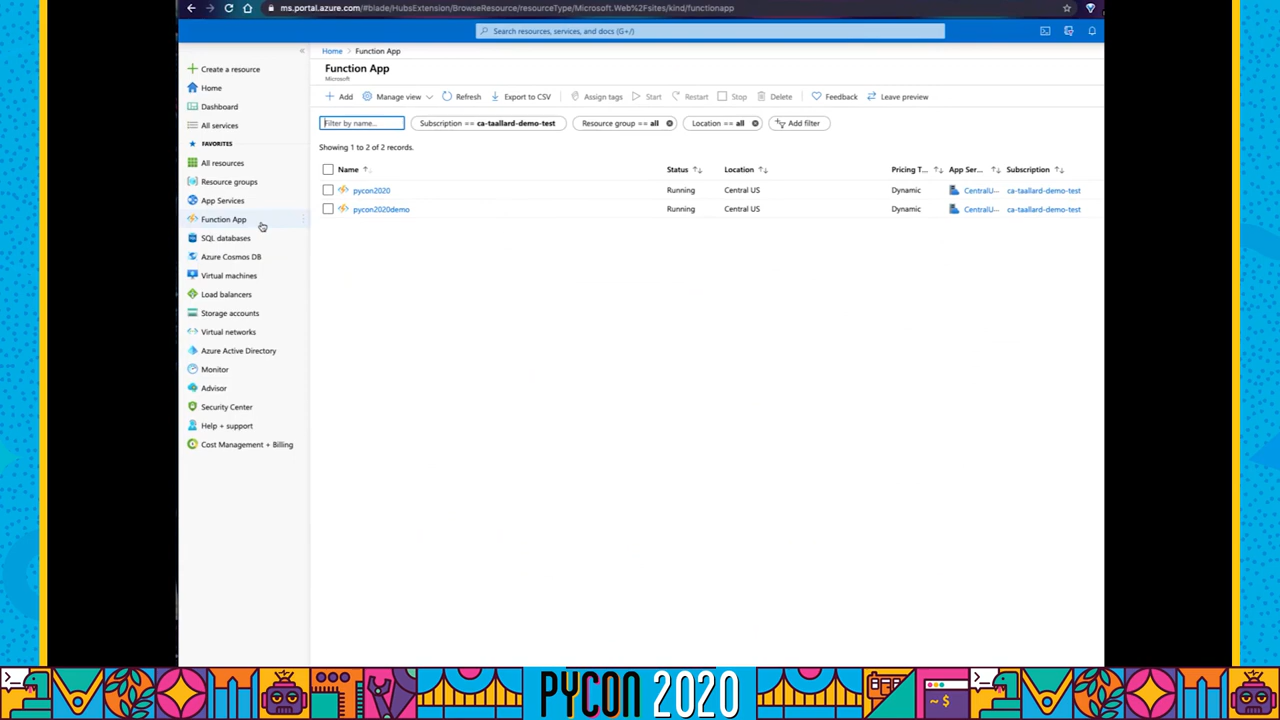 ms.portal.azure.com/#blade/HubsExtension/BrowseResource/resourceType/Microsoft.Web%2Fsites/kind/functionapp
Search resources, services, and docs (G+/)
Create a resource
Home
Dashboard
All services
FAVORITES
All resources
Resource groups
App Services
Function App
SQL databases
Azure Cosmos DB
Virtual machines
Load balancers
Storage accounts
Virtual networks
Azure Active Directory
Monitor
Advisor
Security Center
Help + support
Cost Management + Billing
Home > Function App
Function App
Microsoft
Add Manage view Refresh Export to CSV Assign tags Start Restart Stop Delete Feedback Leave preview
Filter by name... Subscription == ca-taallard-demo-test Resource group == all Location == all Add filter
Showing 1 to 2 of 2 records.
Name Status Location Pricing T... App Ser... Subscription
pycon2020 Running Central US Dynamic CentralU... ca-taallard-demo-test
pycon2020demo Running Central US Dynamic CentralU... ca-taallard-demo-test
>_ PYCON 2020 ~$ >_